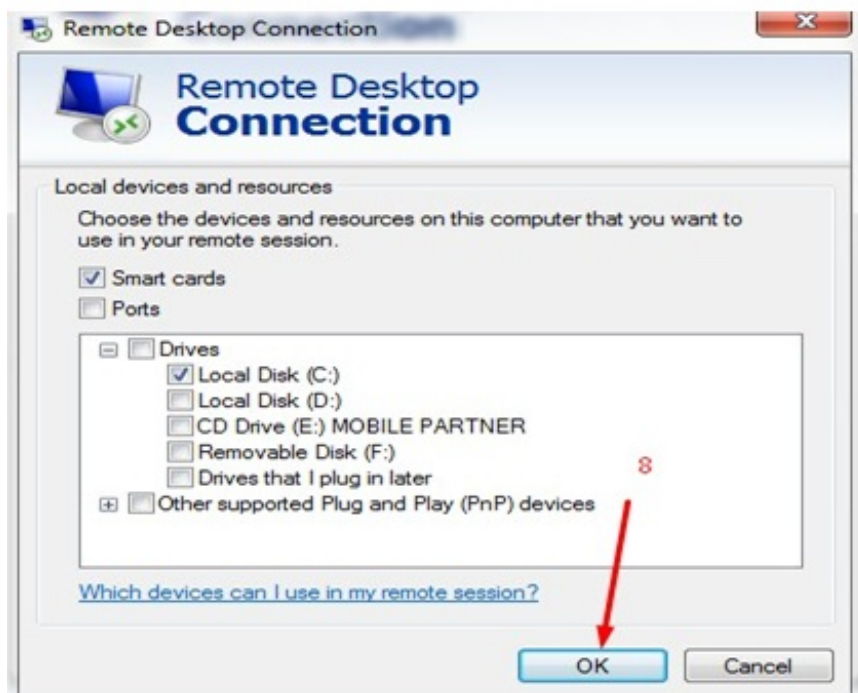 Remote Desktop Connection
Remote Desktop
Connection
Local devices and resources
Choose the devices and resources on this computer that you want to
use in your remote session.
Smart cards
Ports
Drives
Local Disk (C:)
Local Disk (D:)
CD Drive (E:) MOBILE PARTNER
Removable Disk (F:)
Drives that I plug in later
8
Other supported Plug and Play (PnP) devices
Which devices can I use in my remote session?
OK
Cancel